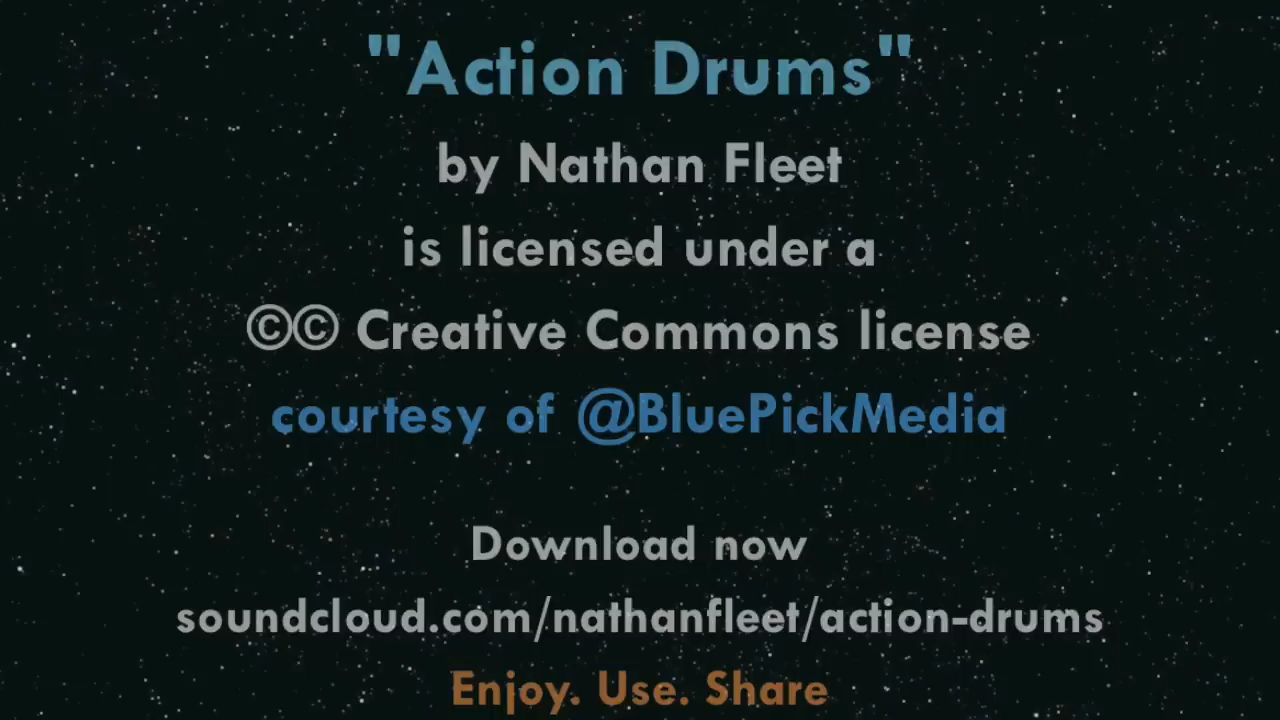 "Action Drums"
by Nathan Fleet
is licensed under a
©© Creative Commons license
courtesy of @BluePickMedia
Download now
soundcloud.com/nathanfleet/action-drums
Enjoy. Use. Share